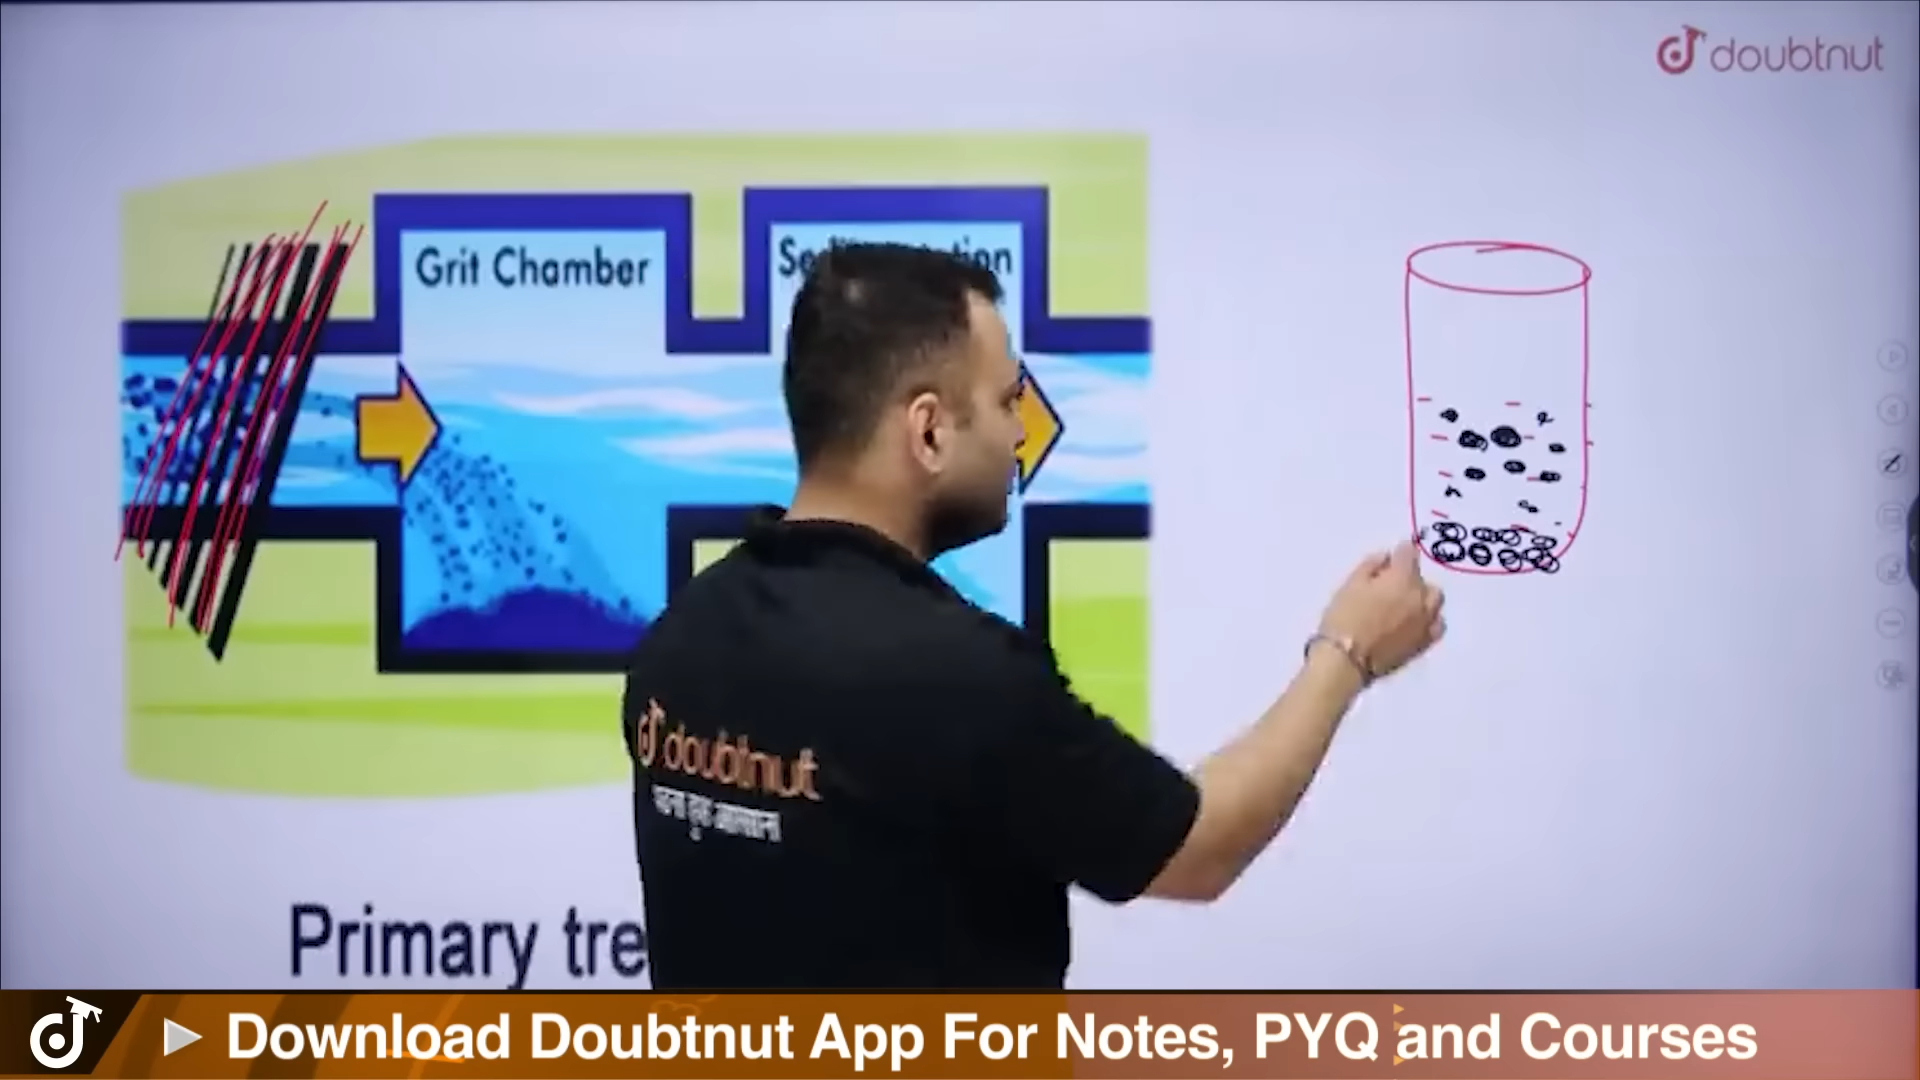 doubtnut
Grit Chamber
doubtnut
Primary tre
Download Doubtnut App For Notes, PYQ and Courses